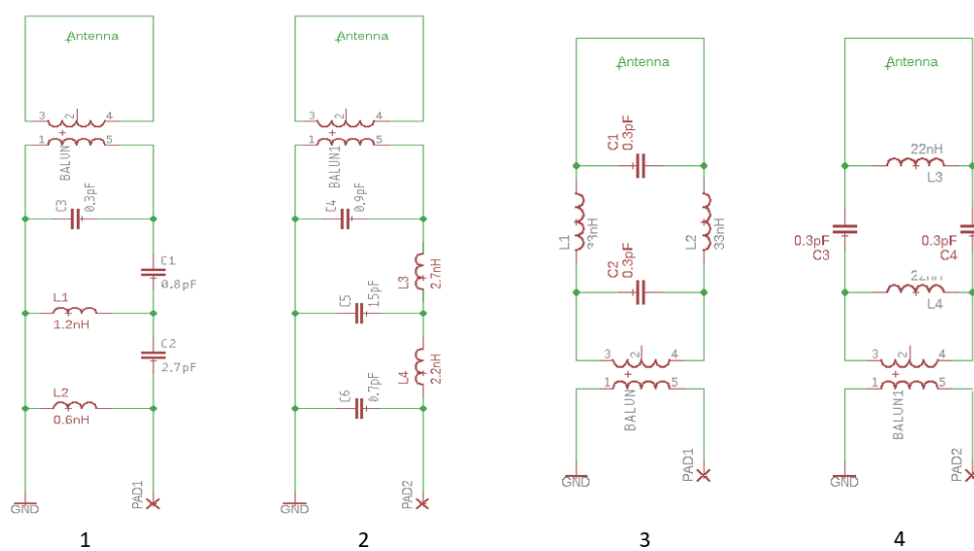 Antenna
3 2 4
1 5
BALUN
C3
0.3pF
C1
0.8pF
L1
1.2nH
C2
2.7pF
L2
0.6nH
GND
PAD1
1
Antenna
3 2 4
1 5
BALUN1
C4
0.9pF
L3
2.7nH
C5
15pF
L4
2.2nH
C6
0.7pF
GND
PAD2
2
Antenna
C1
0.3pF
L1
33nH
L2
33nH
C2
0.3pF
3 2 4
1 5
BALUN
GND
PAD1
3
Antenna
22nH
L3
0.3pF
C3
0.3pF
C4
L4
3 2 4
1 5
BALUN1
GND
PAD2
4